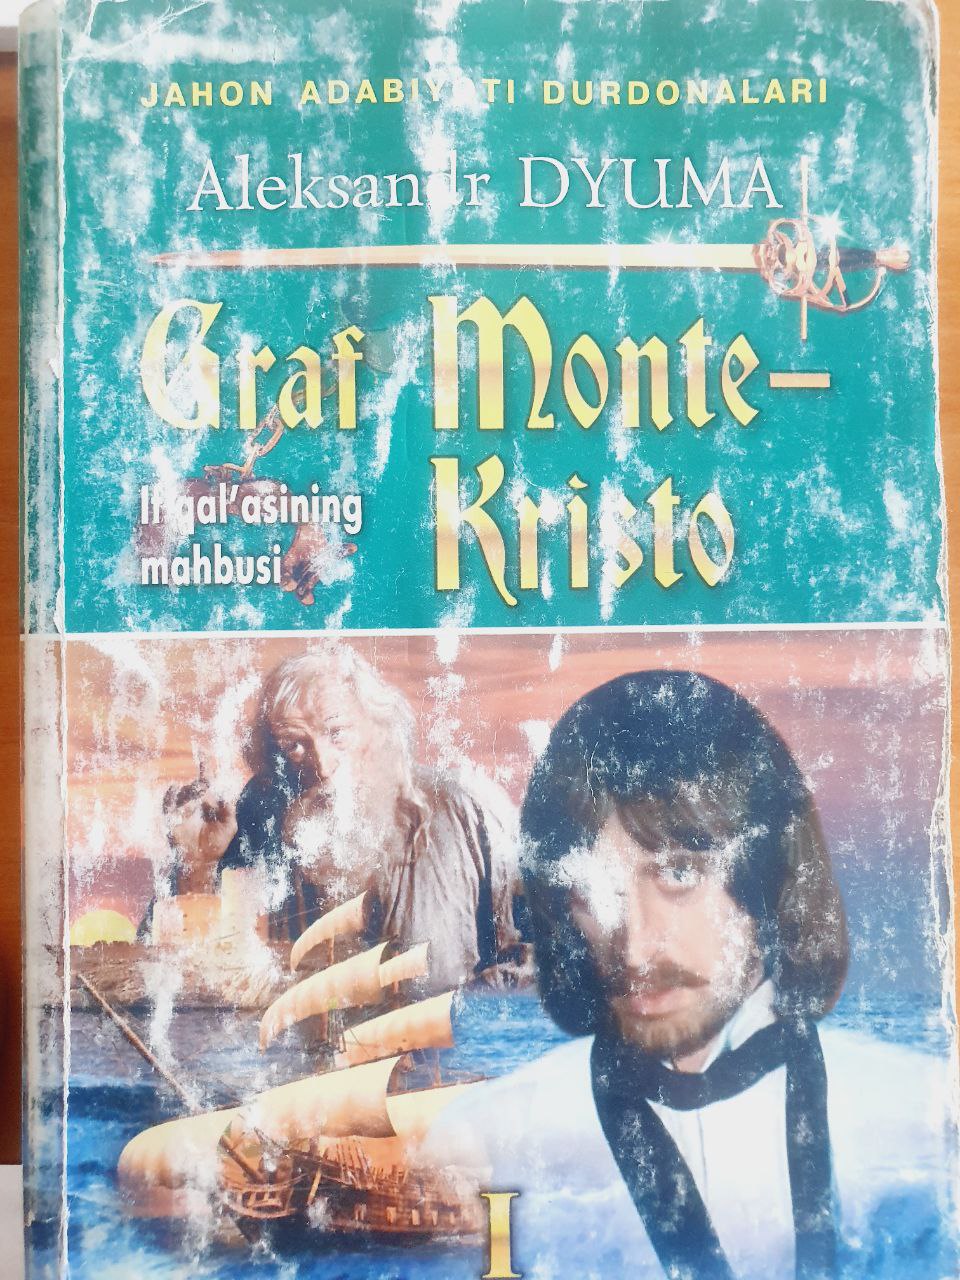 JAHON ADABIYOTI DURDONALARI
Aleksandr DYUMA
Graf Monte-
Kristo
If qal'asining
mahbusi
I